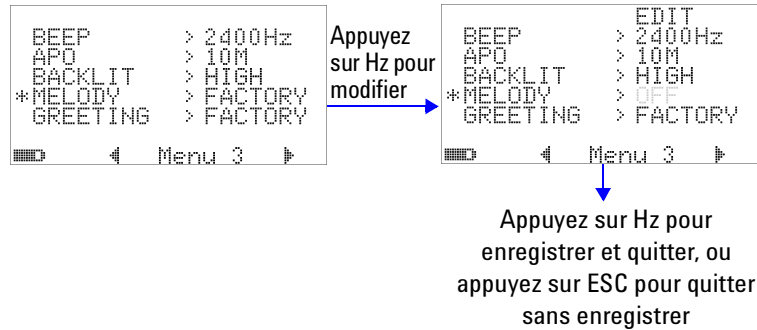 BEEP > 2400Hz
APO > 10M
BACKLIT > HIGH
*MELODY > FACTORY
GREETING > FACTORY
Menu 3
Appuyez
sur Hz pour
modifier
EDIT
BEEP > 2400Hz
APO > 10M
BACKLIT > HIGH
*MELODY > OFF
GREETING > FACTORY
Menu 3
Appuyez sur Hz pour
enregistrer et quitter, ou
appuyez sur ESC pour quitter
sans enregistrer